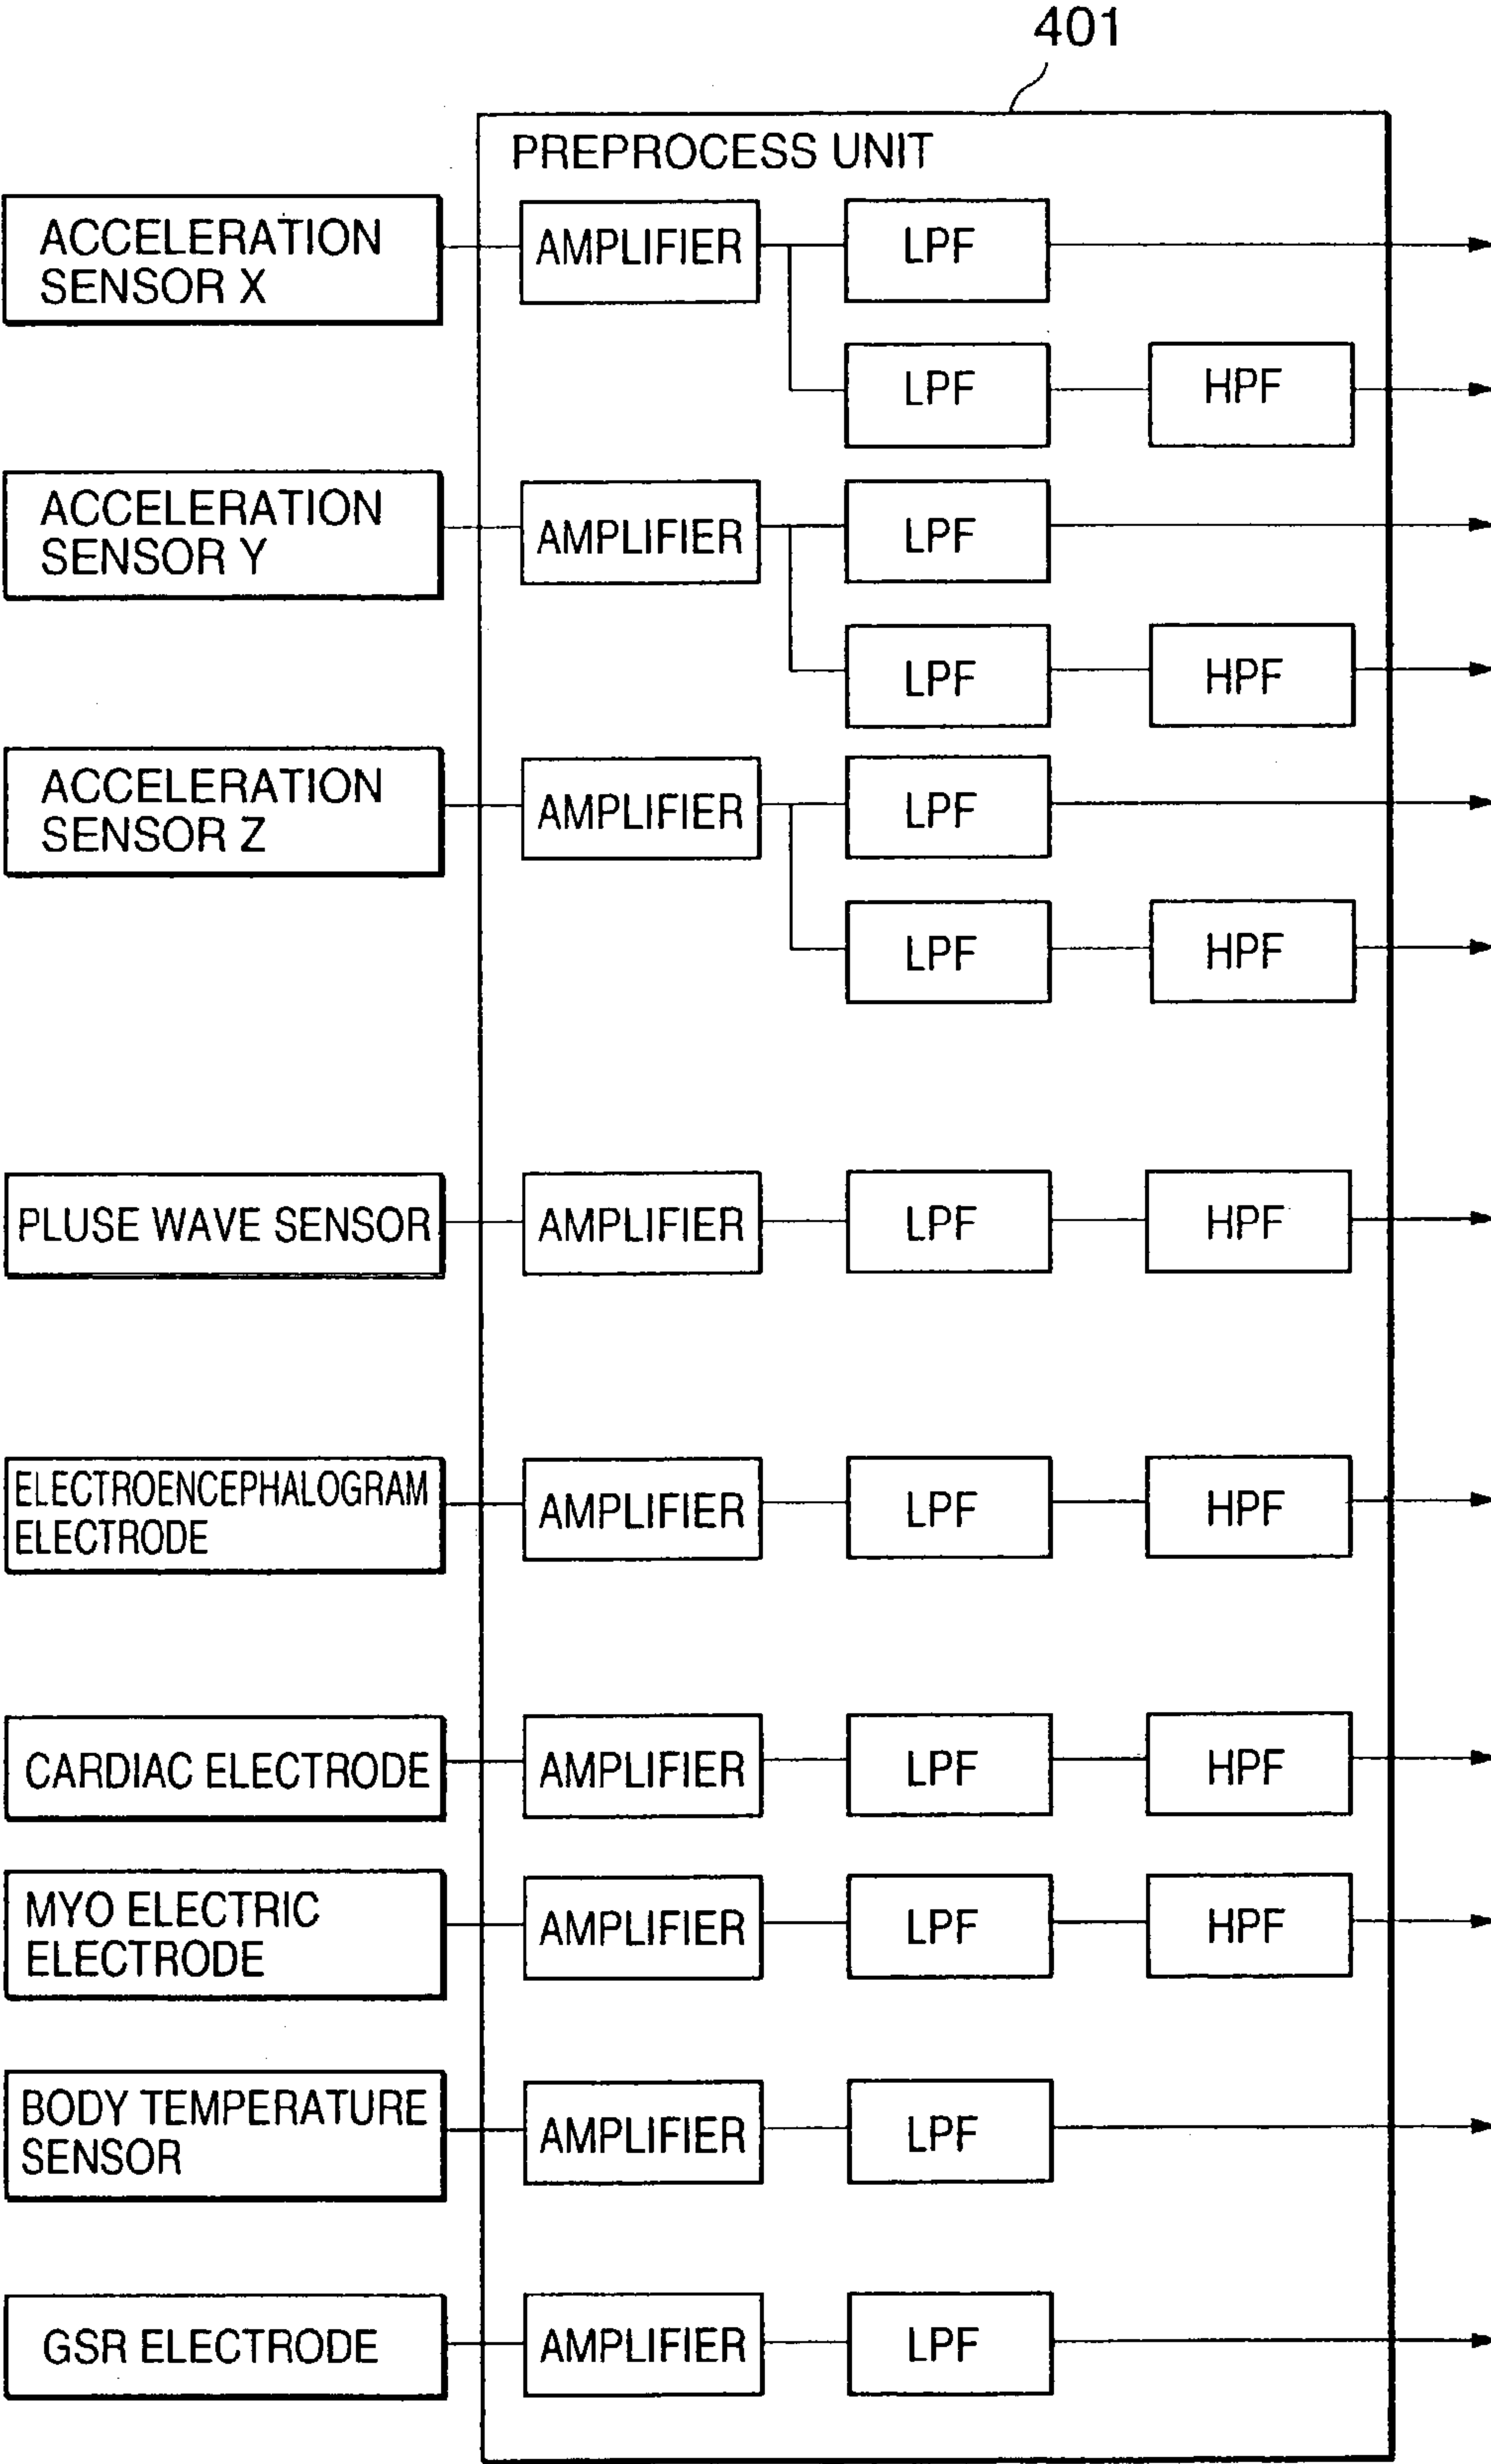 401
PREPROCESS UNIT
ACCELERATION
SENSOR X
AMPLIFIER
LPF
LPF
HPF
ACCELERATION
SENSOR Y
AMPLIFIER
LPF
LPF
HPF
ACCELERATION
SENSOR Z
AMPLIFIER
LPF
LPF
HPF
PLUSE WAVE SENSOR
AMPLIFIER
LPF
HPF
ELECTROENCEPHALOGRAM
ELECTRODE
AMPLIFIER
LPF
HPF
CARDIAC ELECTRODE
AMPLIFIER
LPF
HPF
MYO ELECTRIC
ELECTRODE
AMPLIFIER
LPF
HPF
BODY TEMPERATURE
SENSOR
AMPLIFIER
LPF
GSR ELECTRODE
AMPLIFIER
LPF